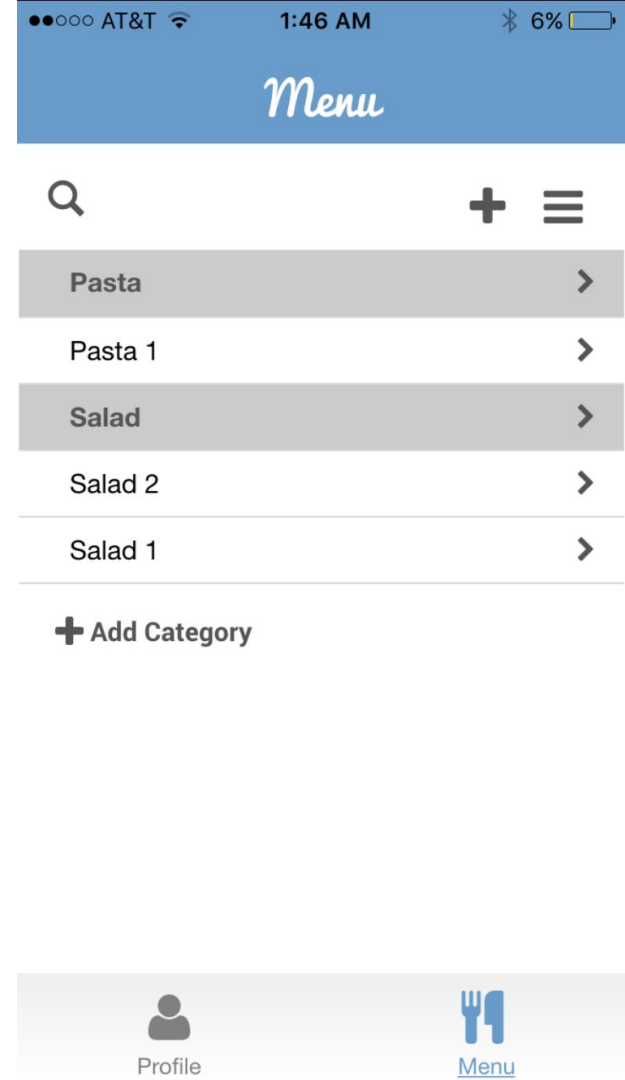 AT&T 1:46 AM 6%
Menu
Pasta
Pasta 1
Salad
Salad 2
Salad 1
Add Category
Profile Menu